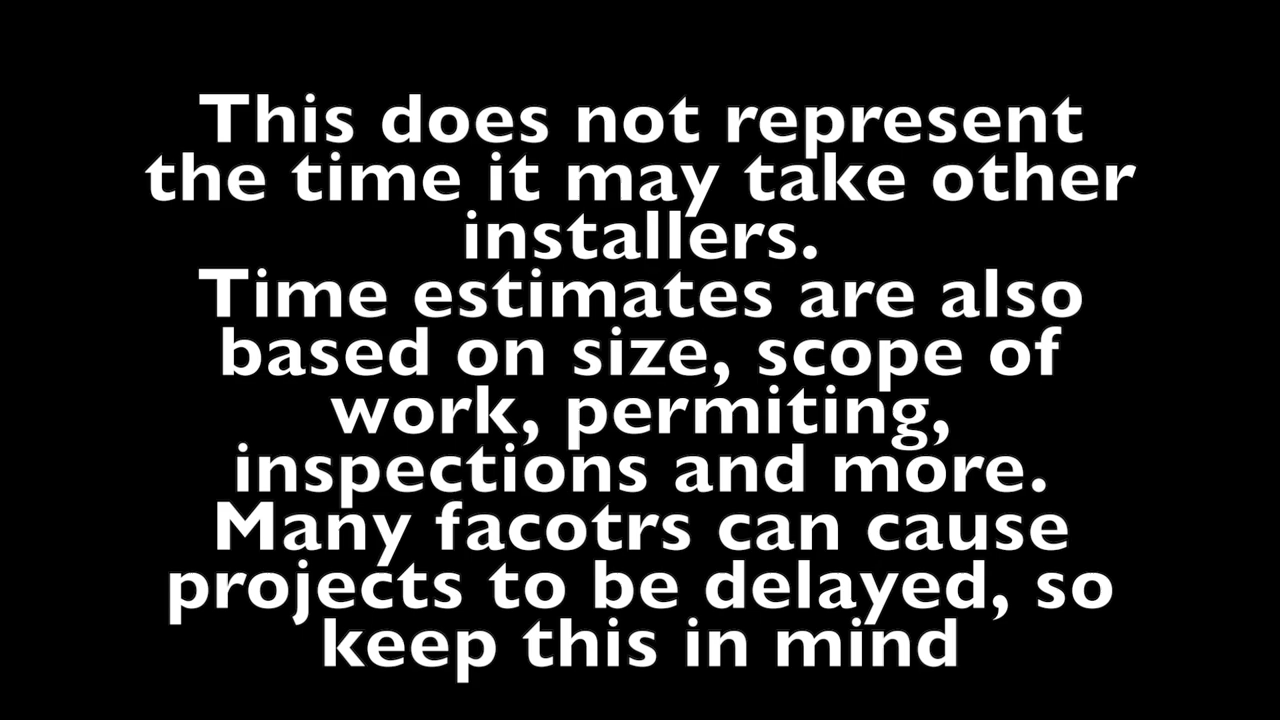 This does not represent
the time it may take other
installers.
Time estimates are also
based on size, scope of
work, permiting,
inspections and more.
Many facotrs can cause
projects to be delayed, so
keep this in mind